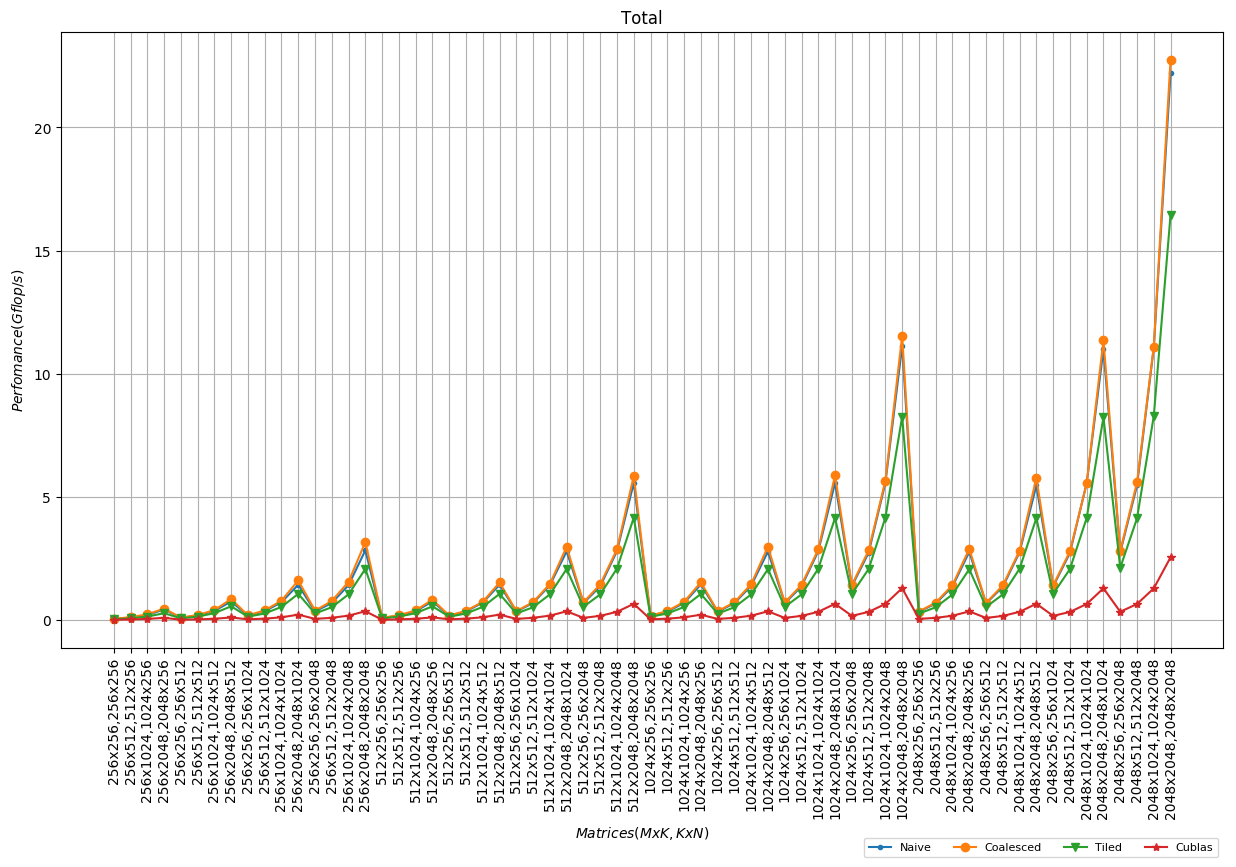 Total
Perfomance(Gflop/s)
20
15
10
5
0
256x256,256x256
256x512,512x256
256x1024,1024x256
256x2048,2048x256
256x256,256x512
256x512,512x512
256x1024,1024x512
256x2048,2048x512
256x256,256x1024
256x512,512x1024
256x1024,1024x1024
256x2048,2048x1024
256x256,256x2048
256x512,512x2048
256x1024,1024x2048
256x2048,2048x2048
512x256,256x256
512x512,512x256
512x1024,1024x256
512x2048,2048x256
512x256,256x512
512x512,512x512
512x1024,1024x512
512x2048,2048x512
512x256,256x1024
512x512,512x1024
512x1024,1024x1024
512x2048,2048x1024
512x256,256x2048
512x512,512x2048
512x1024,1024x2048
512x2048,2048x2048
1024x256,256x256
1024x512,512x256
1024x1024,1024x256
1024x2048,2048x256
1024x256,256x512
1024x512,512x512
1024x1024,1024x512
1024x2048,2048x512
1024x256,256x1024
1024x512,512x1024
1024x1024,1024x1024
1024x2048,2048x1024
1024x256,256x2048
1024x512,512x2048
1024x1024,1024x2048
1024x2048,2048x2048
2048x256,256x256
2048x512,512x256
2048x1024,1024x256
2048x2048,2048x256
2048x256,256x512
2048x512,512x512
2048x1024,1024x512
2048x2048,2048x512
2048x256,256x1024
2048x512,512x1024
2048x1024,1024x1024
2048x2048,2048x1024
2048x256,256x2048
2048x512,512x2048
2048x1024,1024x2048
2048x2048,2048x2048
Matrices(MxK,KxN)
Naive Coalesced Tiled Cublas